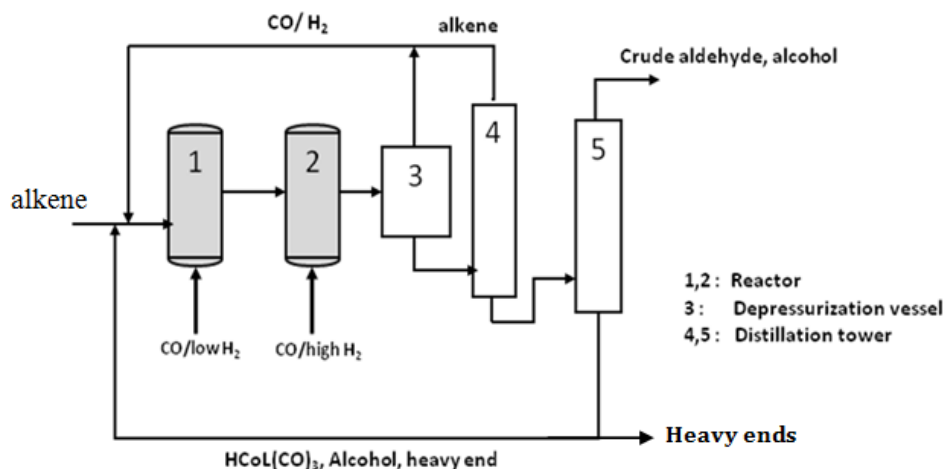 CO/ H₂
alkene
Crude aldehyde, alcohol
1
2
3
4
5
alkene
1,2 : Reactor
3 : Depressurization vessel
4,5 : Distillation tower
CO/low H₂
CO/high H₂
Heavy ends
HCoL(CO)₃, Alcohol, heavy end